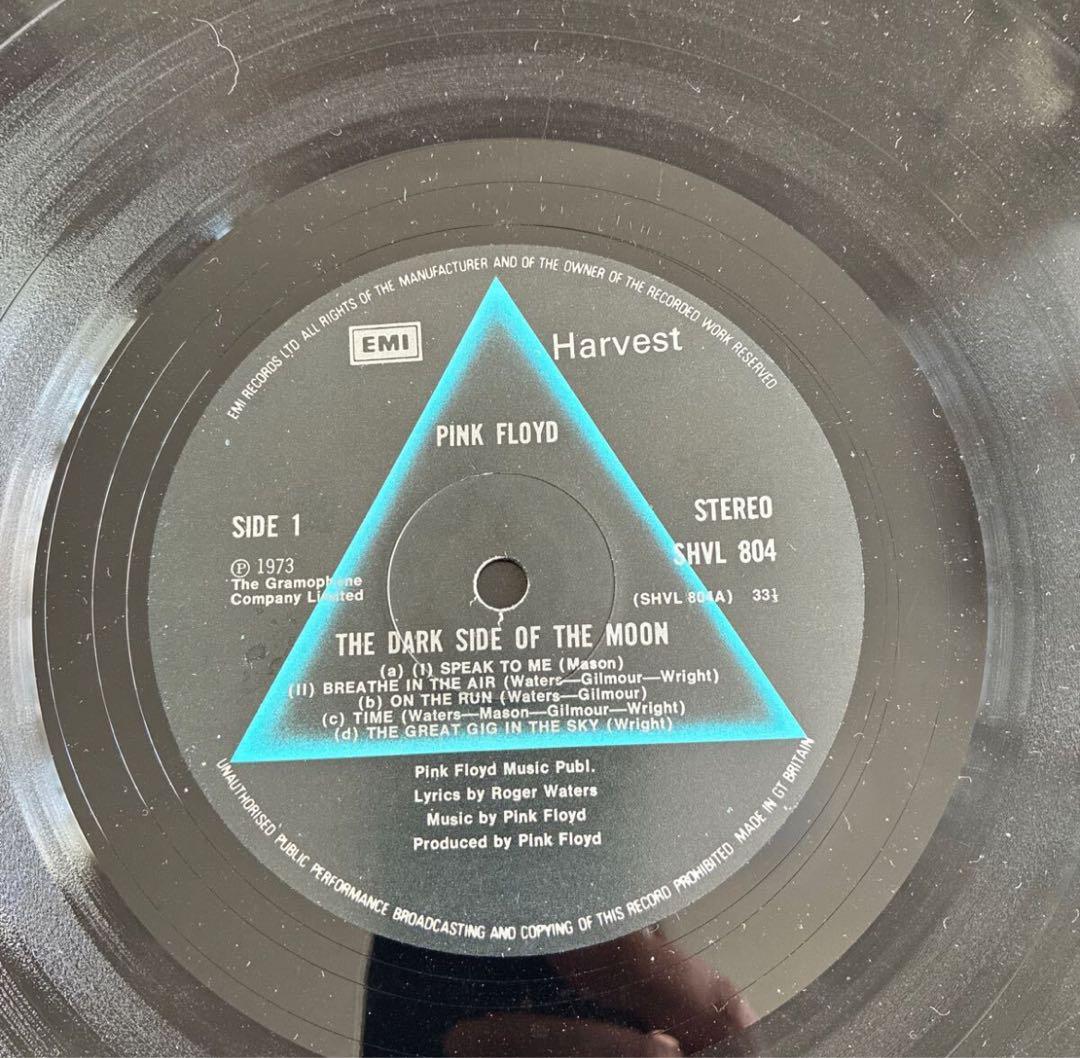 EMI RECORDS LTD ALL RIGHTS OF THE MANUFACTURER AND OF THE OWNER OF THE RECORDED WORK RESERVED
EMI
Harvest
PINK FLOYD
SIDE 1
STEREO
SHVL 804
Ⓟ 1973
The Gramophone
Company Limited
(SHVL 804A) 33⅓
THE DARK SIDE OF THE MOON
(a) (I) SPEAK TO ME (Mason)
(II) BREATHE IN THE AIR (Waters—Gilmour—Wright)
(b) ON THE RUN (Waters—Gilmour)
(c) TIME (Waters—Mason—Gilmour—Wright)
(d) THE GREAT GIG IN THE SKY (Wright)
Pink Floyd Music Publ.
Lyrics by Roger Waters
Music by Pink Floyd
Produced by Pink Floyd
UNAUTHORISED PUBLIC PERFORMANCE BROADCASTING AND COPYING OF THIS RECORD PROHIBITED MADE IN GT BRITAIN